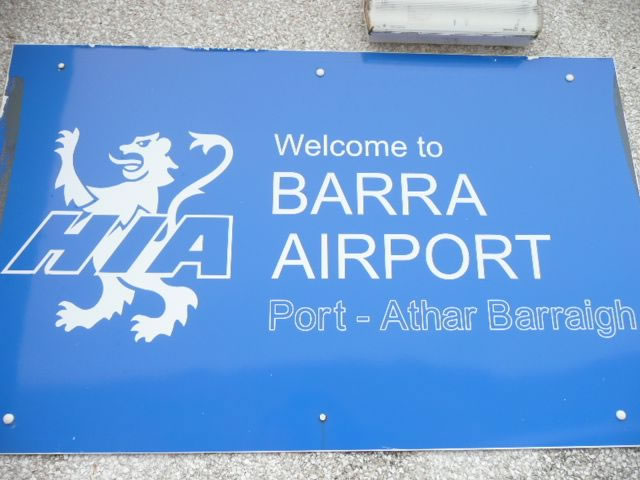 HIA
Welcome to
BARRA
AIRPORT
Port - Athar Barraigh